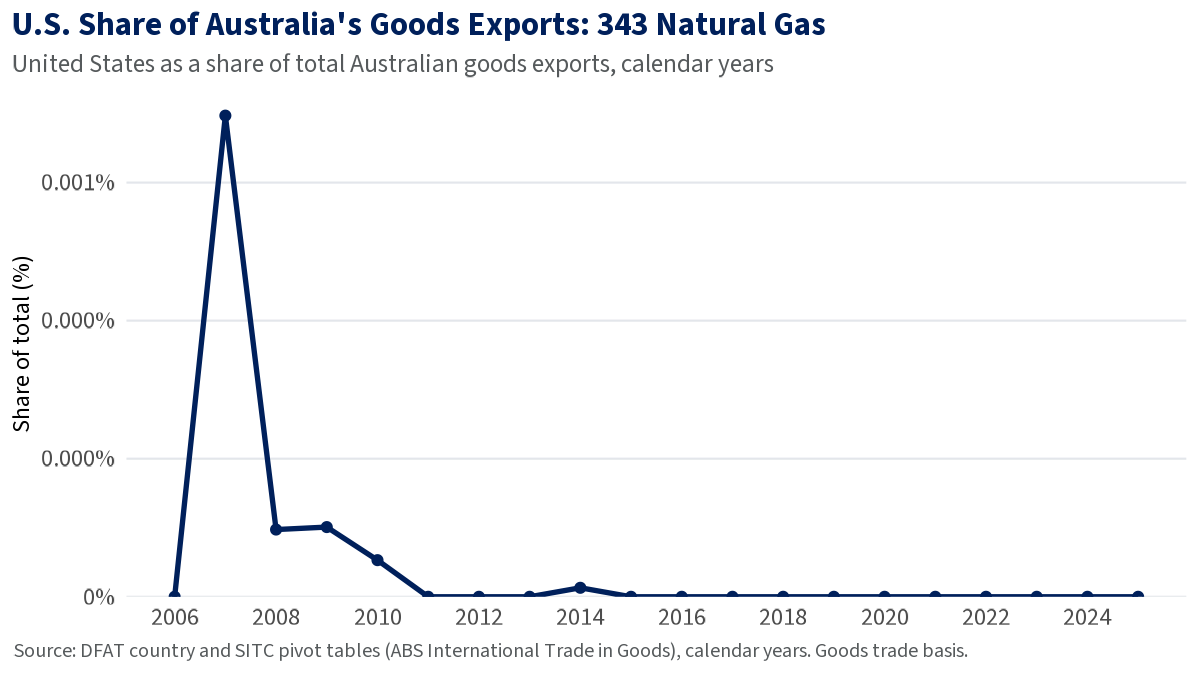 U.S. Share of Australia's Goods Exports: 343 Natural Gas
United States as a share of total Australian goods exports, calendar years
Share of total (%)
0.001%
0.000%
0.000%
0%
2006 2008 2010 2012 2014 2016 2018 2020 2022 2024
Source: DFAT country and SITC pivot tables (ABS International Trade in Goods), calendar years. Goods trade basis.